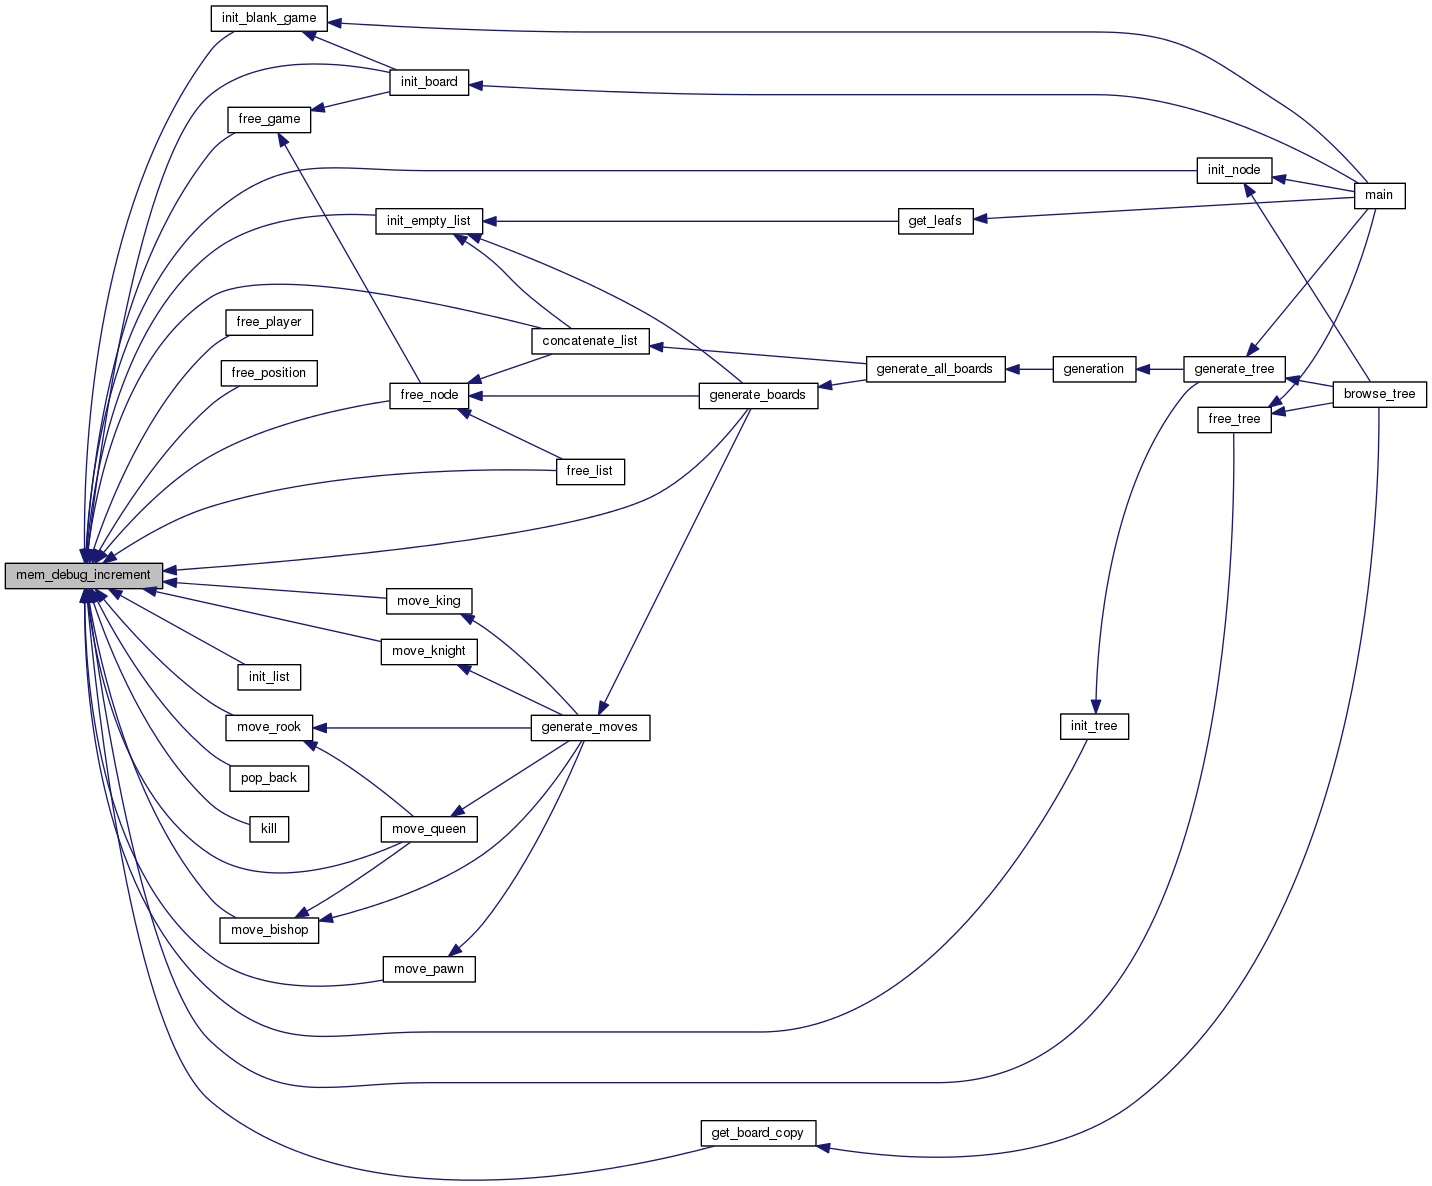 init_blank_game
init_board
free_game
init_node
main
init_empty_list
get_leafs
free_player
concatenate_list
free_position
generate_all_boards
generation
generate_tree
free_node
generate_boards
browse_tree
free_tree
free_list
mem_debug_increment
move_king
move_knight
init_list
move_rook
generate_moves
init_tree
pop_back
kill
move_queen
move_bishop
move_pawn
get_board_copy